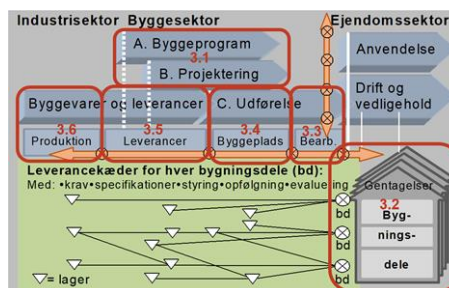 Industrisektor Byggesektor Ejendomssektor
A. Byggeprogram
3.1
B. Projektering
Anvendelse
Drift og
vedligehold
Byggevarer og leverancer C. Udførelse
3.6 3.5 3.4 3.3
Produktion Leverancer Byggeplads Bearb.
Leverancekæder for hver bygningsdele (bd):
Med: •krav•specifikationer•styring•opfølgning•evaluering
Gentagelser
3.2
bd
Byg-
bd
nings-
bd
dele
▽= lager